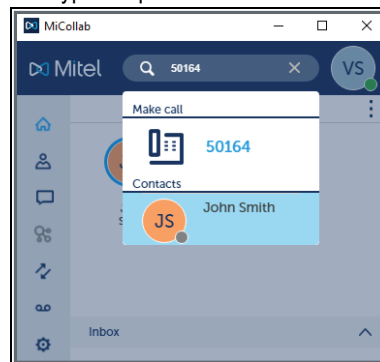 MiCollab
Mitel
50164
VS
Make call
50164
Contacts
JS
John Smith
Inbox